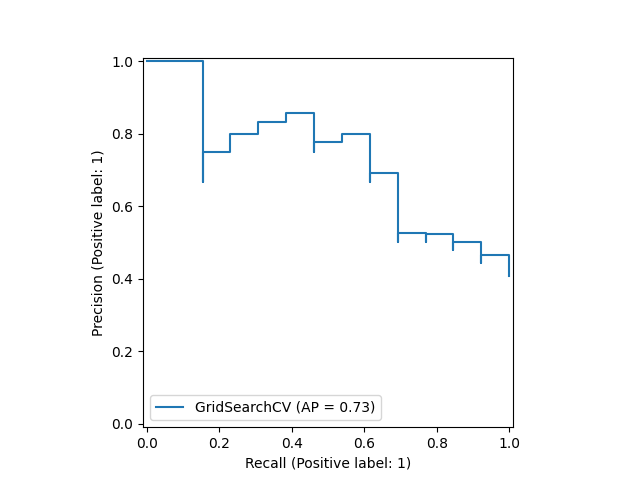 1.0
0.8
0.6
0.4
0.2
0.0
Precision (Positive label: 1)
GridSearchCV (AP = 0.73)
0.0 0.2 0.4 0.6 0.8 1.0
Recall (Positive label: 1)